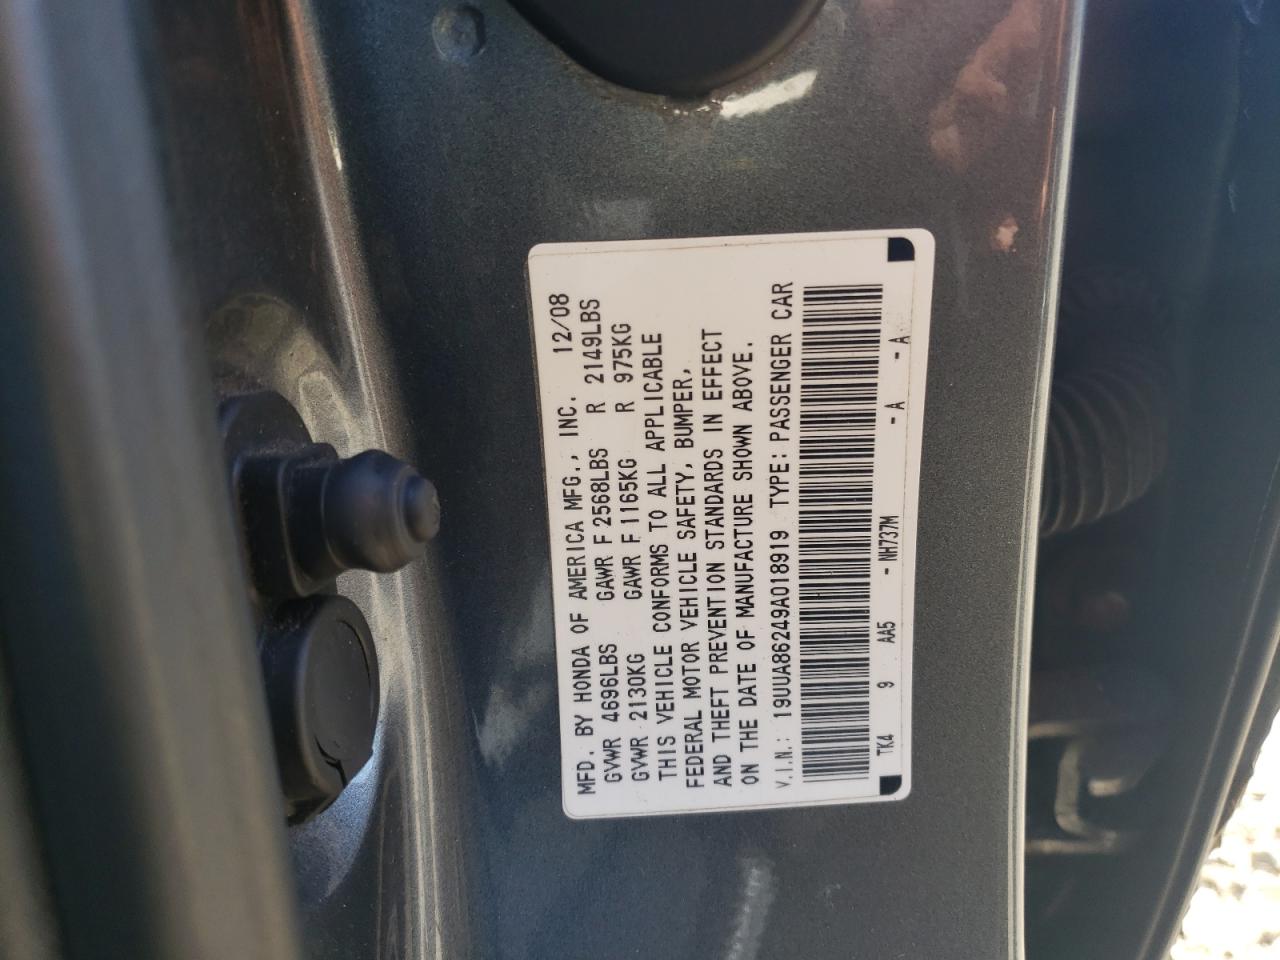 MFD. BY HONDA OF AMERICA MFG., INC. 12/08
GVWR 4696LBS GAWR F 2568LBS R 2149LBS
GVWR 2130KG GAWR F 1165KG R 975KG
THIS VEHICLE CONFORMS TO ALL APPLICABLE
FEDERAL MOTOR VEHICLE SAFETY, BUMPER,
AND THEFT PREVENTION STANDARDS IN EFFECT
ON THE DATE OF MANUFACTURE SHOWN ABOVE.
V.I.N.: 19UUA86249A018919 TYPE: PASSENGER CAR
TK4 9 AA5 - NH737M - A - A